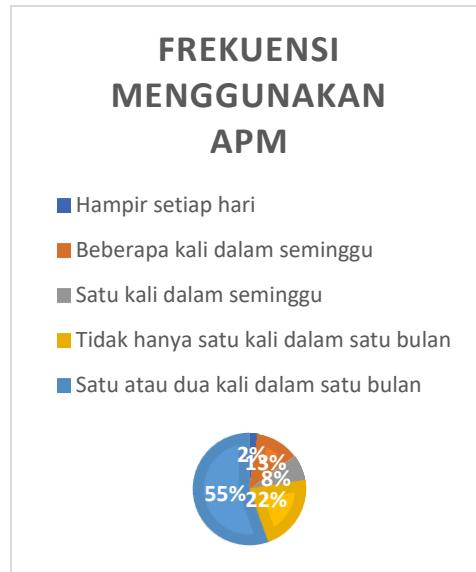 FREKUENSI
MENGGUNAKAN
APM
Hampir setiap hari
Beberapa kali dalam seminggu
Satu kali dalam seminggu
Tidak hanya satu kali dalam satu bulan
Satu atau dua kali dalam satu bulan
2%
13%
8%
55%
22%